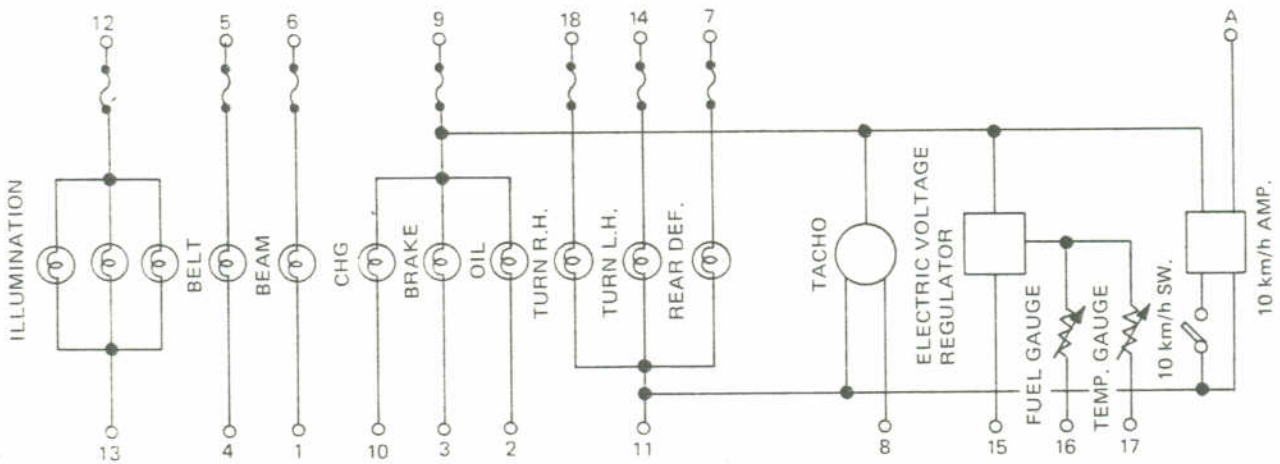 12
5
6
9
18
14
7
A
ILLUMINATION
BELT
BEAM
CHG
BRAKE
OIL
TURN R.H.
TURN L.H.
REAR DEF.
TACHO
ELECTRIC VOLTAGE
REGULATOR
FUEL GAUGE
TEMP. GAUGE
10 km/h SW.
10 km/h AMP.
13
4
1
10
3
2
11
8
15
16
17